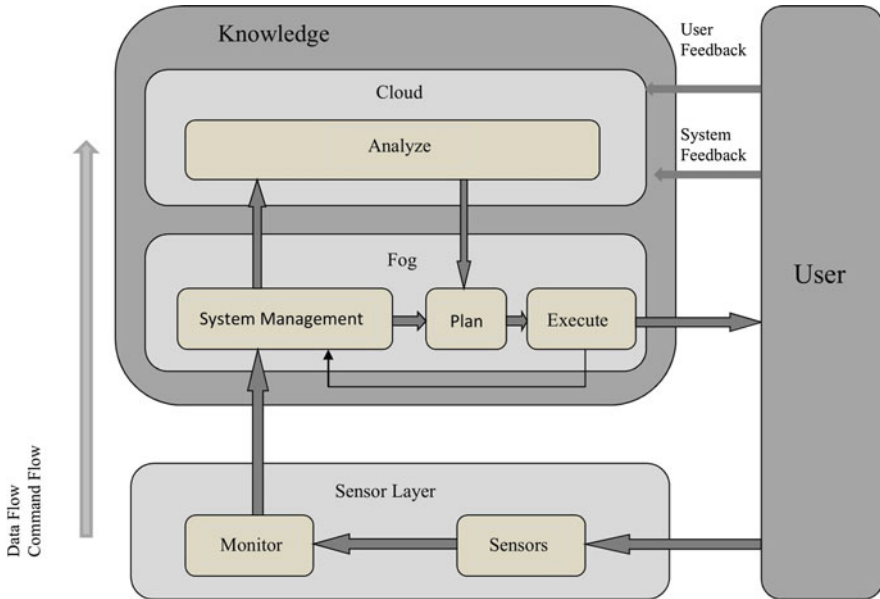 Knowledge
User
Feedback
Cloud
Analyze
System
Feedback
Fog
User
System Management
Plan
Execute
Sensor Layer
Monitor
Sensors
Data Flow
Command Flow